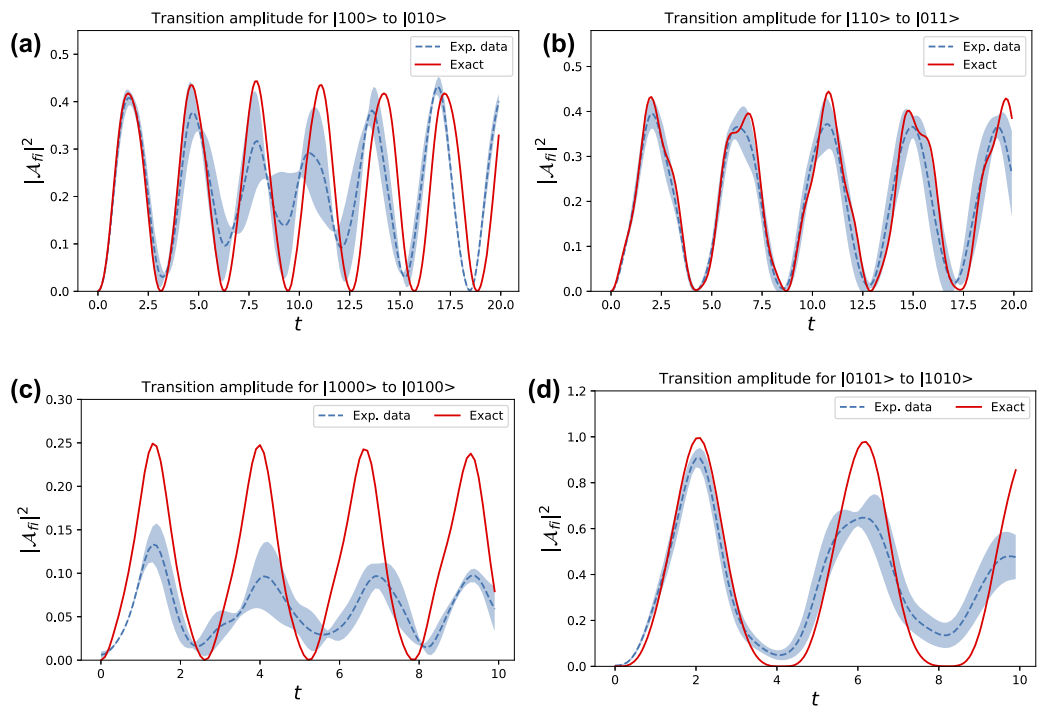 Transition amplitude for |100> to |010>
(a)
Exp. data
Exact
0.5
0.4
0.3
0.2
0.1
0.0
|𝒜fi|²
0.0 2.5 5.0 7.5 10.0 12.5 15.0 17.5 20.0
t
Transition amplitude for |110> to |011>
(b)
Exp. data
Exact
0.5
0.4
0.3
0.2
0.1
0.0
|𝒜fi|²
0.0 2.5 5.0 7.5 10.0 12.5 15.0 17.5 20.0
t
Transition amplitude for |1000> to |0100>
(c)
Exp. data Exact
0.30
0.25
0.20
0.15
0.10
0.05
0.00
|𝒜fi|²
0 2 4 6 8 10
t
Transition amplitude for |0101> to |1010>
(d)
Exp. data Exact
1.2
1.0
0.8
0.6
0.4
0.2
0.0
|𝒜fi|²
0 2 4 6 8 10
t